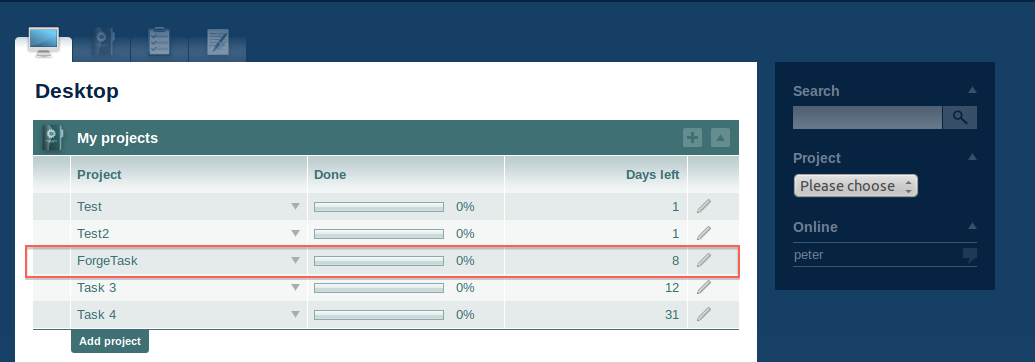 Desktop
My projects
Project Done Days left
Test 0% 1
Test2 0% 1
ForgeTask 0% 8
Task 3 0% 12
Task 4 0% 31
Add project
Search
Project
Please choose
Online
peter